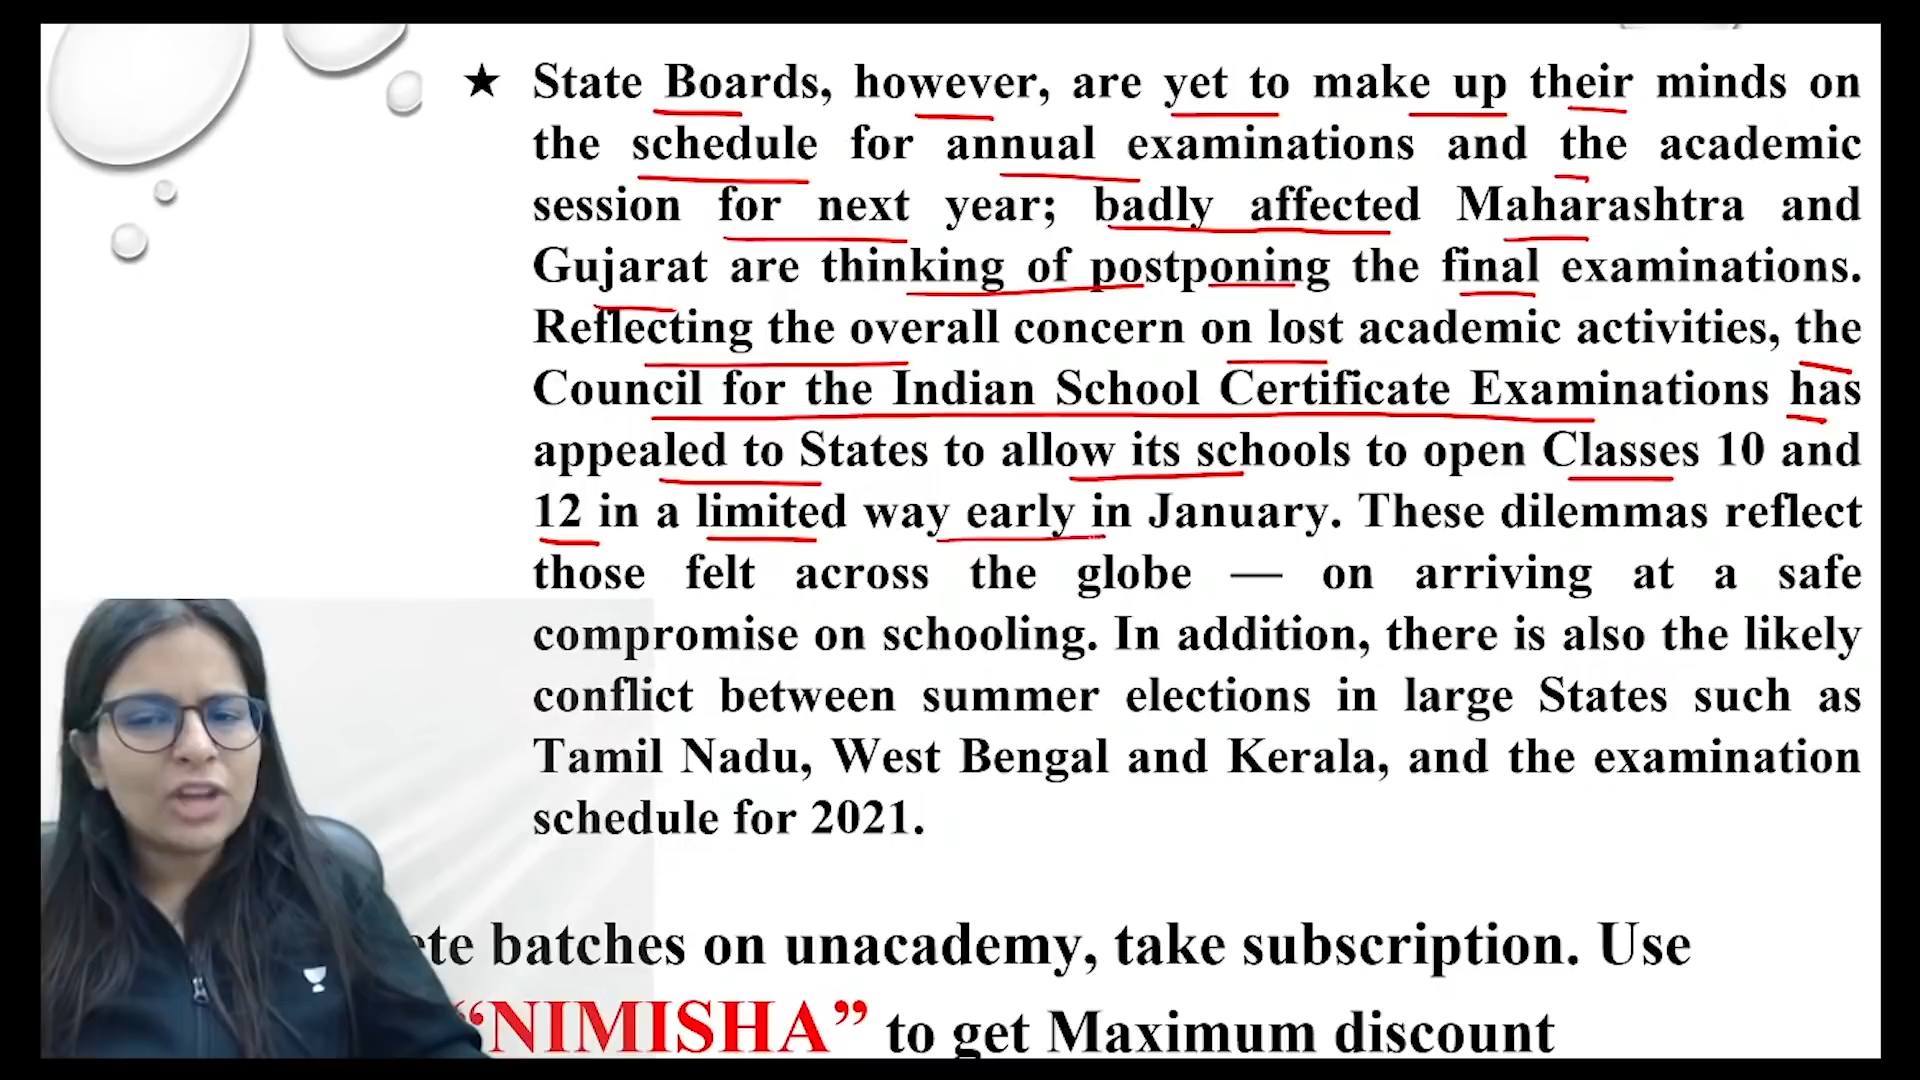 ★ State Boards, however, are yet to make up their minds on
the schedule for annual examinations and the academic
session for next year; badly affected Maharashtra and
Gujarat are thinking of postponing the final examinations.
Reflecting the overall concern on lost academic activities, the
Council for the Indian School Certificate Examinations has
appealed to States to allow its schools to open Classes 10 and
12 in a limited way early in January. These dilemmas reflect
those felt across the globe — on arriving at a safe
compromise on schooling. In addition, there is also the likely
conflict between summer elections in large States such as
Tamil Nadu, West Bengal and Kerala, and the examination
schedule for 2021.
batches on unacademy, take subscription. Use
“NIMISHA” to get Maximum discount